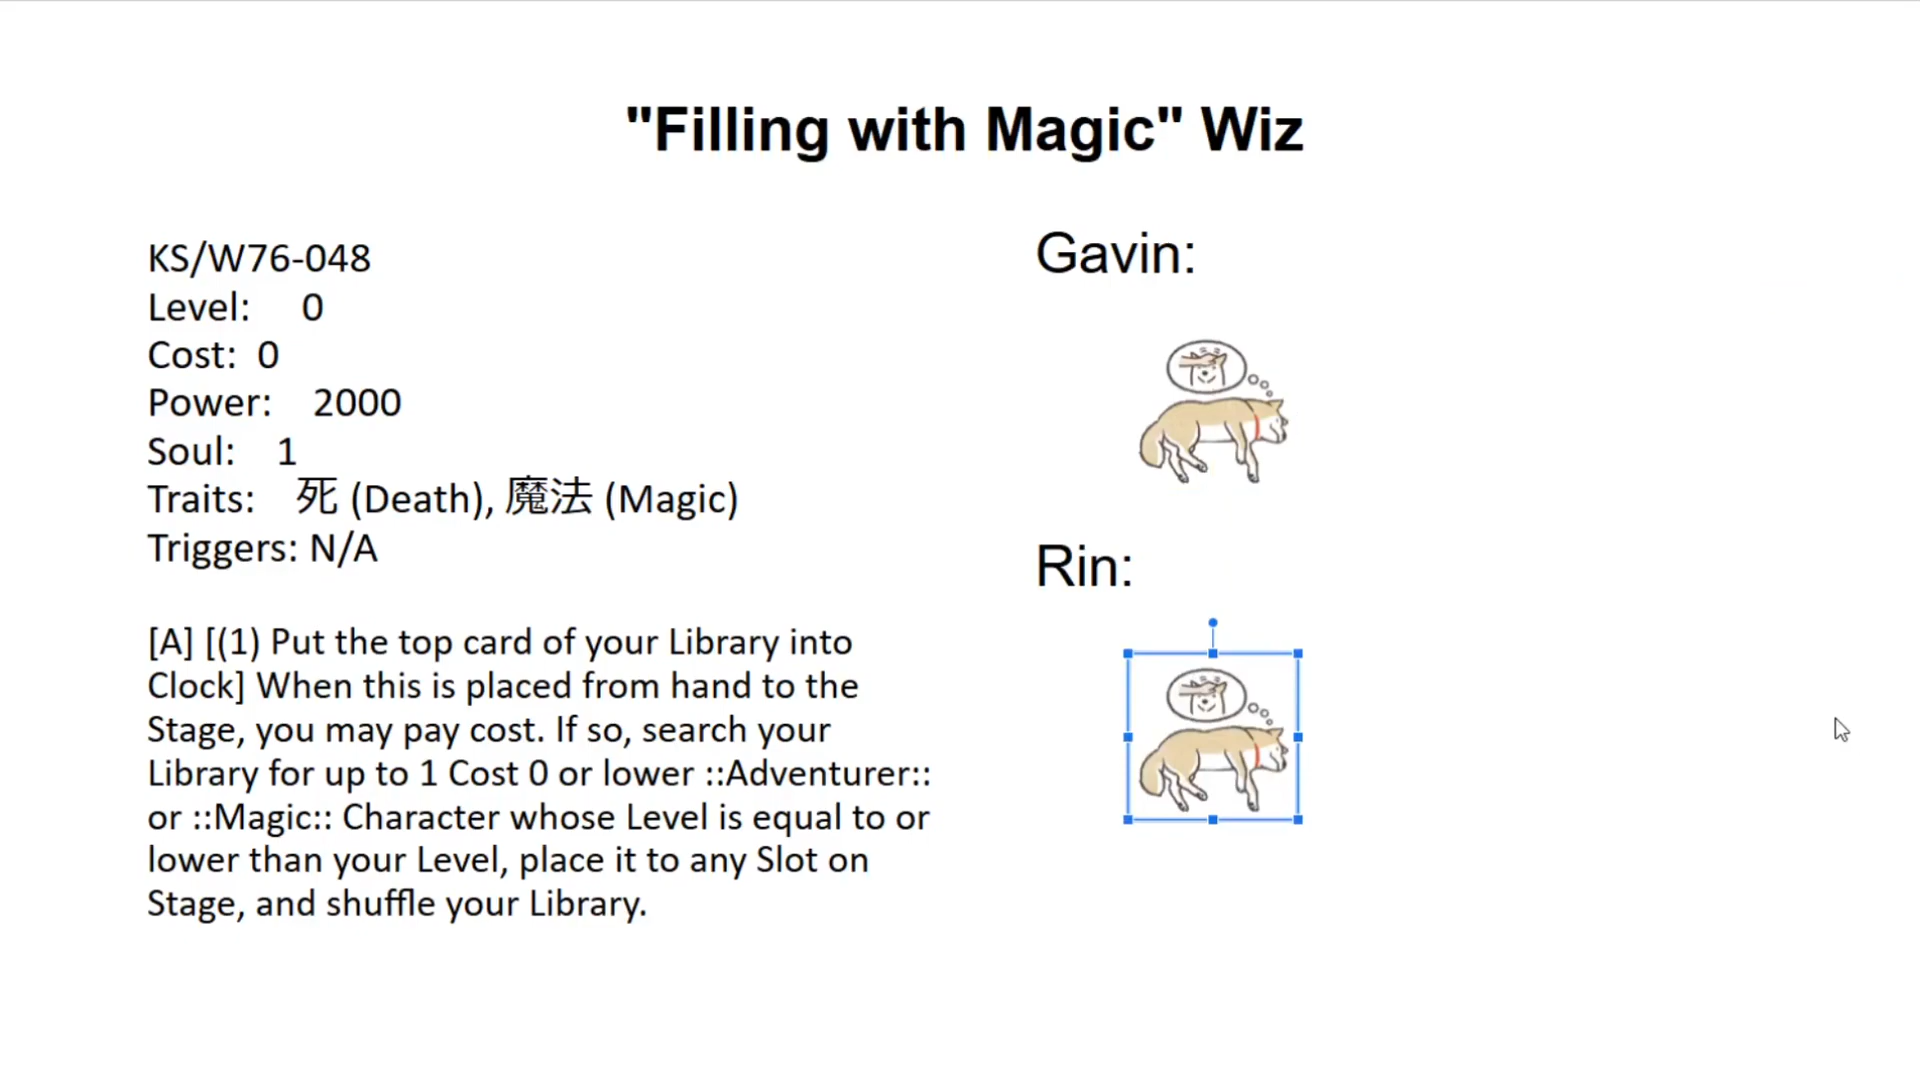 "Filling with Magic" Wiz
KS/W76-048
Level: 0
Cost: 0
Power: 2000
Soul: 1
Traits: 死 (Death), 魔法 (Magic)
Triggers: N/A
[A] [(1) Put the top card of your Library into
Clock] When this is placed from hand to the
Stage, you may pay cost. If so, search your
Library for up to 1 Cost 0 or lower ::Adventurer::
or ::Magic:: Character whose Level is equal to or
lower than your Level, place it to any Slot on
Stage, and shuffle your Library.
Gavin:
Rin: